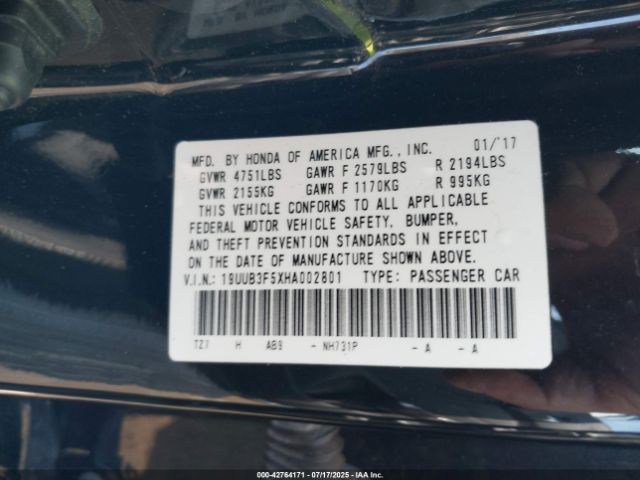 MFD. BY HONDA OF AMERICA MFG., INC. 01/'17
GVWR 4751LBS GAWR F 2579LBS R 2194LBS
GVWR 2155KG GAWR F 1170KG R 995KG
THIS VEHICLE CONFORMS TO ALL APPLICABLE
FEDERAL MOTOR VEHICLE SAFETY, BUMPER,
AND THEFT PREVENTION STANDARDS IN EFFECT
ON THE DATE OF MANUFACTURE SHOWN ABOVE.
V.I.N.: 19UUB3F5XHA002801 TYPE: PASSENGER CAR
H AB9 - NH731P - A - A
000-42764171 - 07/17/2025 - IAA Inc.